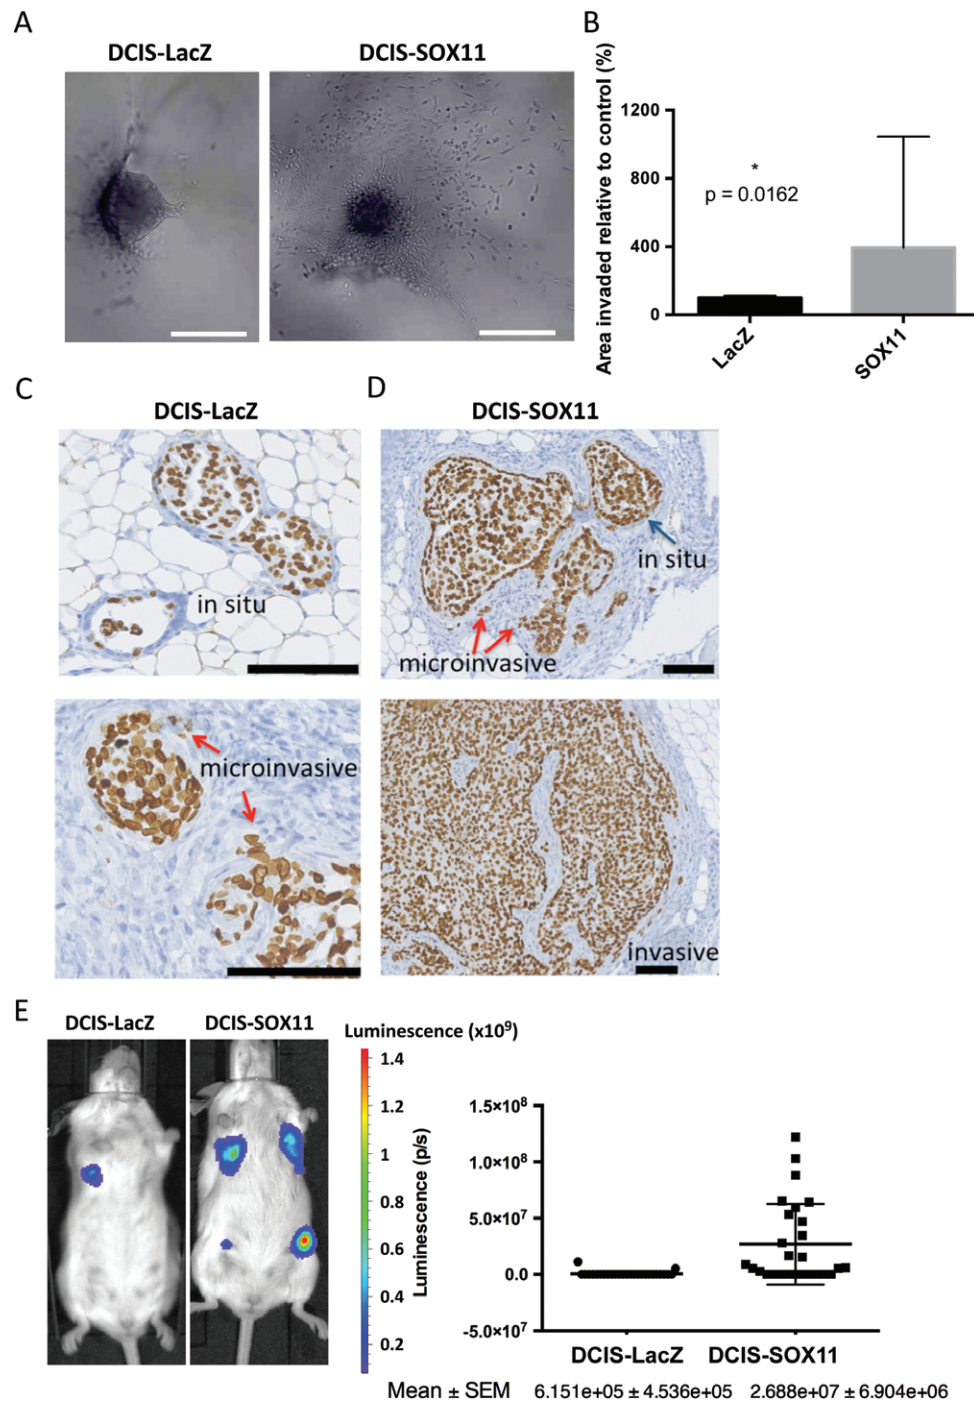 A
DCIS-LacZ
DCIS-SOX11
B
Area invaded relative to control (%)
1200
800
400
0
*
p = 0.0162
LacZ
SOX11
C
DCIS-LacZ
D
DCIS-SOX11
in situ
in situ
microinvasive
microinvasive
invasive
E
DCIS-LacZ
DCIS-SOX11
Luminescence (x10⁹)
1.4
1.2
1
0.8
0.6
0.4
0.2
Luminescence (p/s)
1.5×10⁸
1.0×10⁸
5.0×10⁷
0.0
-5.0×10⁷
DCIS-LacZ
DCIS-SOX11
Mean ± SEM 6.151e+05 ± 4.536e+05 2.688e+07 ± 6.904e+06